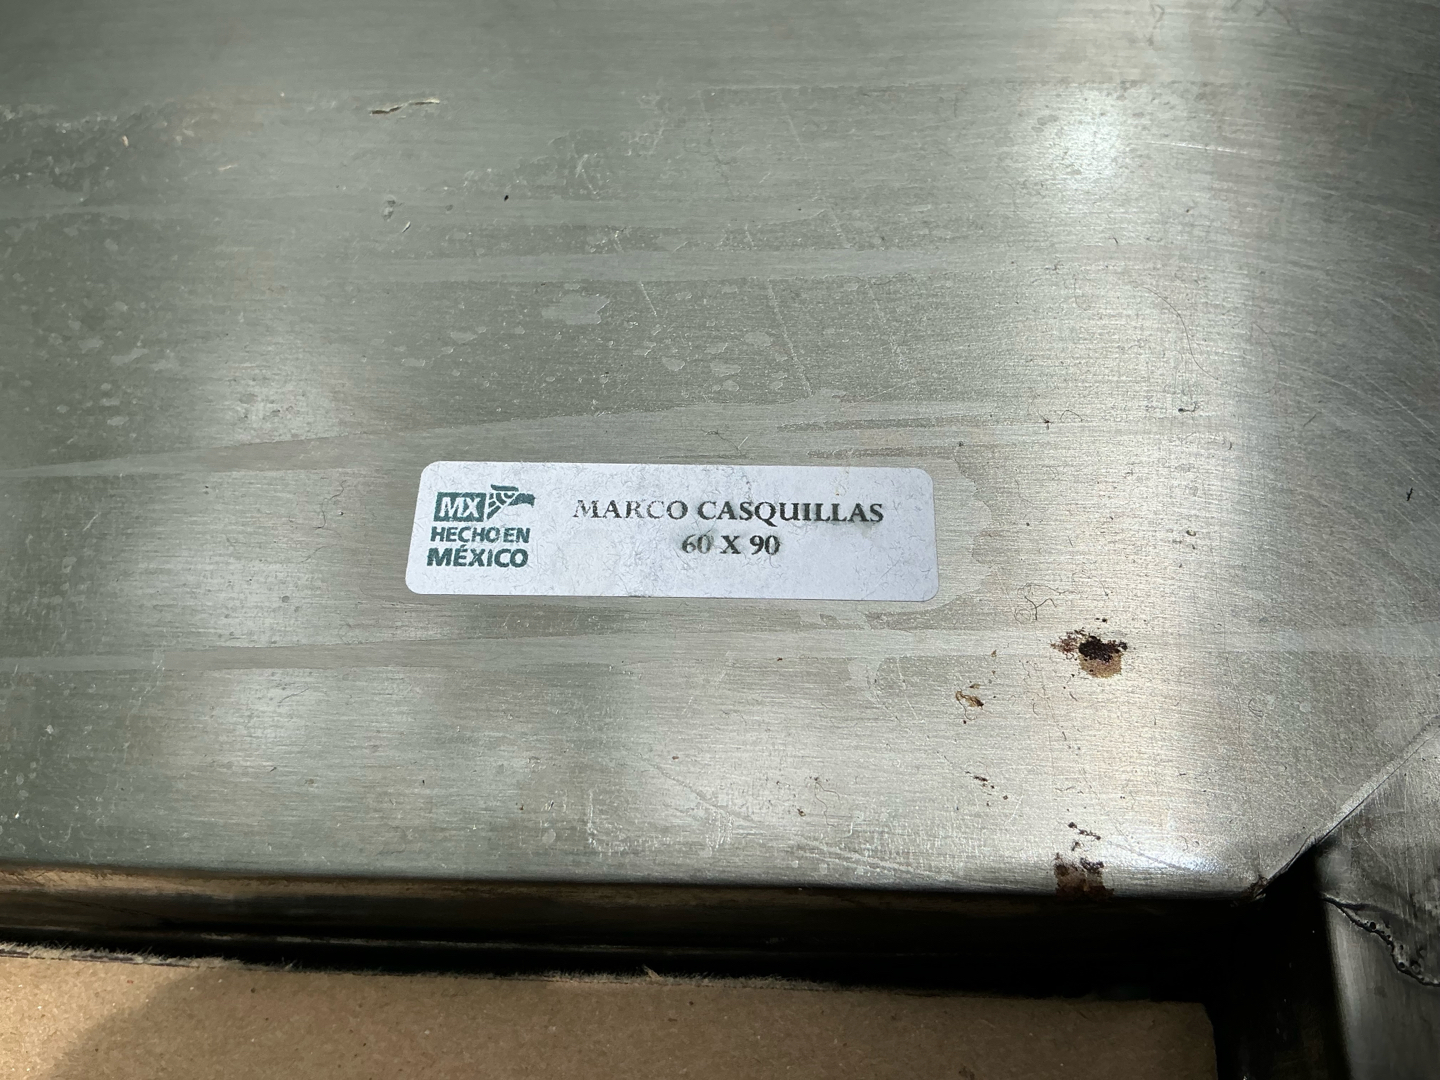 MX
HECHO EN
MÉXICO
MARCO CASQUILLAS
60 X 90